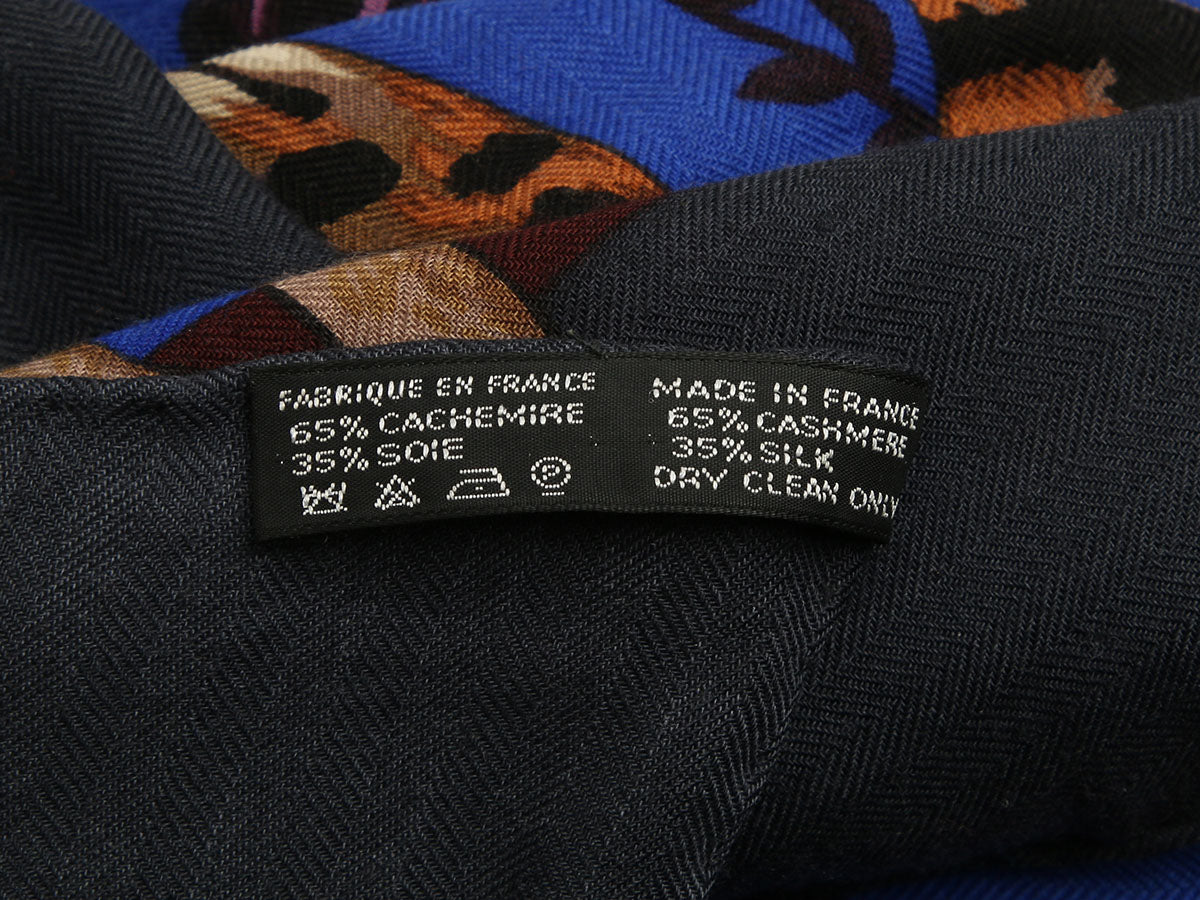 FABRIQUE EN FRANCE
65% CACHEMIRE
35% SOIE
P
MADE IN FRANCE
65% CASHMERE
35% SILK
DRY CLEAN ONLY